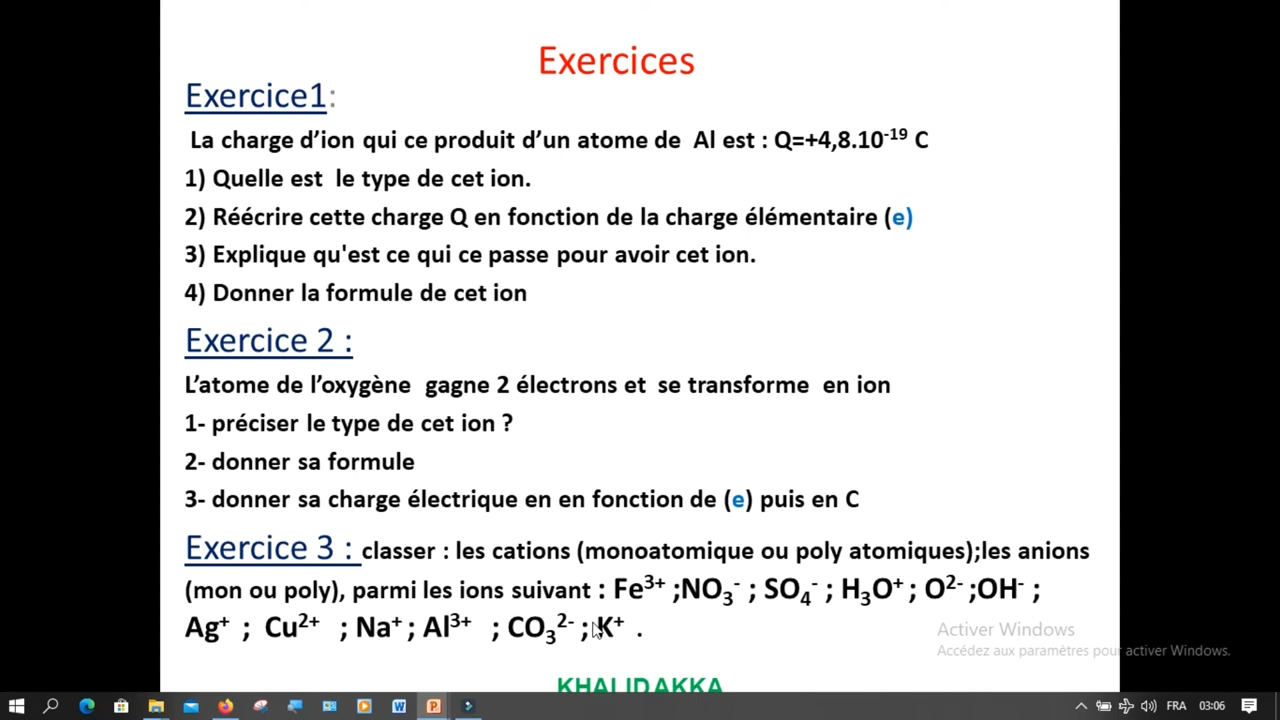 Exercices
Exercice1:
La charge d’ion qui ce produit d’un atome de Al est : Q=+4,8.10⁻¹⁹ C
1) Quelle est le type de cet ion.
2) Réécrire cette charge Q en fonction de la charge élémentaire (e)
3) Explique qu'est ce qui ce passe pour avoir cet ion.
4) Donner la formule de cet ion
Exercice 2 :
L’atome de l’oxygène gagne 2 électrons et se transforme en ion
1- préciser le type de cet ion ?
2- donner sa formule
3- donner sa charge électrique en en fonction de (e) puis en C
Exercice 3 : classer : les cations (monoatomique ou poly atomiques);les anions
(mon ou poly), parmi les ions suivant : Fe³⁺ ;NO₃⁻ ; SO₄⁻ ; H₃O⁺ ; O²⁻ ;OH⁻ ;
Ag⁺ ; Cu²⁺ ; Na⁺ ; Al³⁺ ; CO₃²⁻ ; K⁺ .
Activer Windows
Accédez aux paramètres pour activer Windows.
KHALID AKKA
FRA 03:06